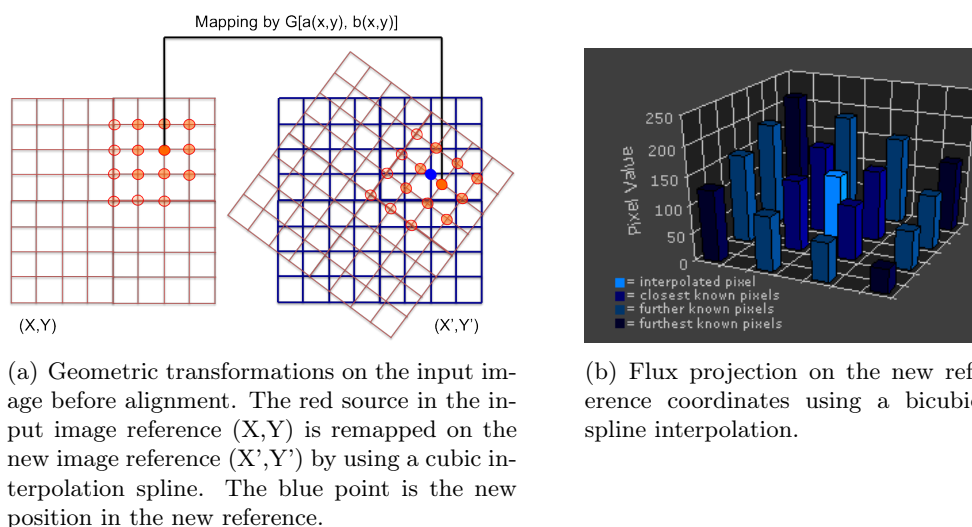 Mapping by G[a(x,y), b(x,y)]
(X,Y)
(X',Y')
(a) Geometric transformations on the input im-
age before alignment. The red source in the in-
put image reference (X,Y) is remapped on the
new image reference (X',Y') by using a cubic in-
terpolation spline. The blue point is the new
position in the new reference.
Pixel Value
250
200
150
100
50
0
= interpolated pixel
= closest known pixels
= further known pixels
= furthest known pixels
(b) Flux projection on the new ref-
erence coordinates using a bicubic
spline interpolation.